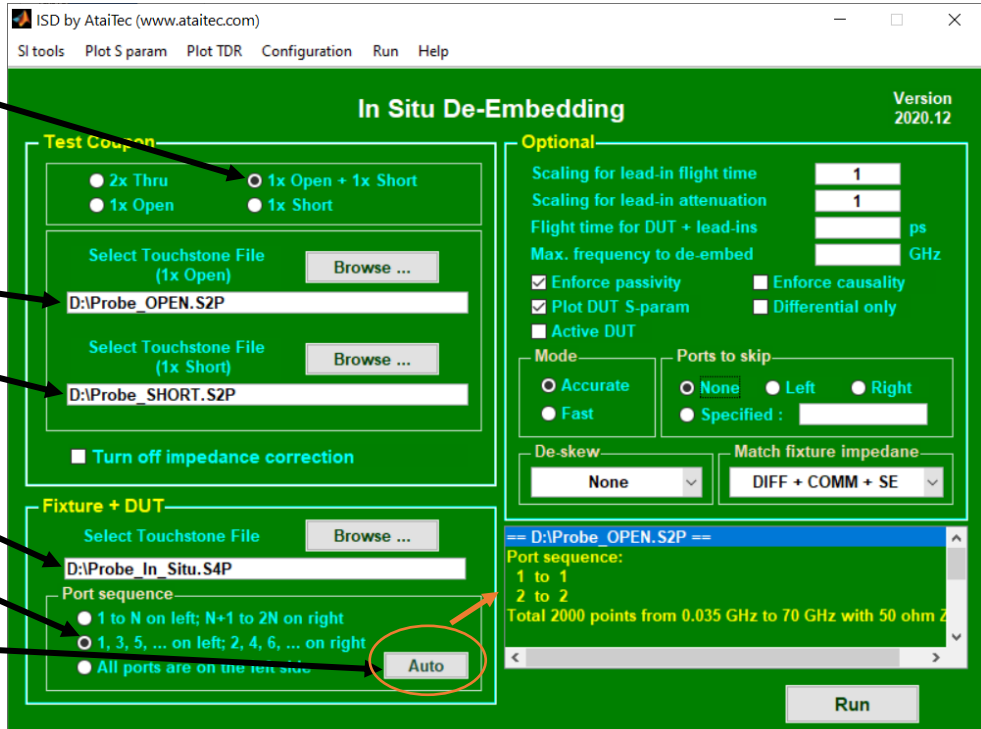 ISD by AtaiTec (www.ataitec.com)
SI tools Plot S param Plot TDR Configuration Run Help
In Situ De-Embedding
Version
2020.12
Test Coupon
2x Thru
1x Open + 1x Short
1x Open
1x Short
Select Touchstone File
(1x Open)
Browse ...
D:\Probe_OPEN.S2P
Select Touchstone File
(1x Short)
Browse ...
D:\Probe_SHORT.S2P
Turn off impedance correction
Fixture + DUT
Select Touchstone File
Browse ...
D:\Probe_In_Situ.S4P
Port sequence
1 to N on left; N+1 to 2N on right
1, 3, 5, ... on left; 2, 4, 6, ... on right
All ports are on the left side
Auto
Optional
Scaling for lead-in flight time 1
Scaling for lead-in attenuation 1
Flight time for DUT + lead-ins ps
Max. frequency to de-embed GHz
Enforce passivity
Enforce causality
Plot DUT S-param
Differential only
Active DUT
Mode
Accurate
Fast
Ports to skip
None Left Right
Specified :
De-skew
None
Match fixture impedane
DIFF + COMM + SE
== D:\Probe_OPEN.S2P ==
Port sequence:
1 to 1
2 to 2
Total 2000 points from 0.035 GHz to 70 GHz with 50 ohm Z
Run